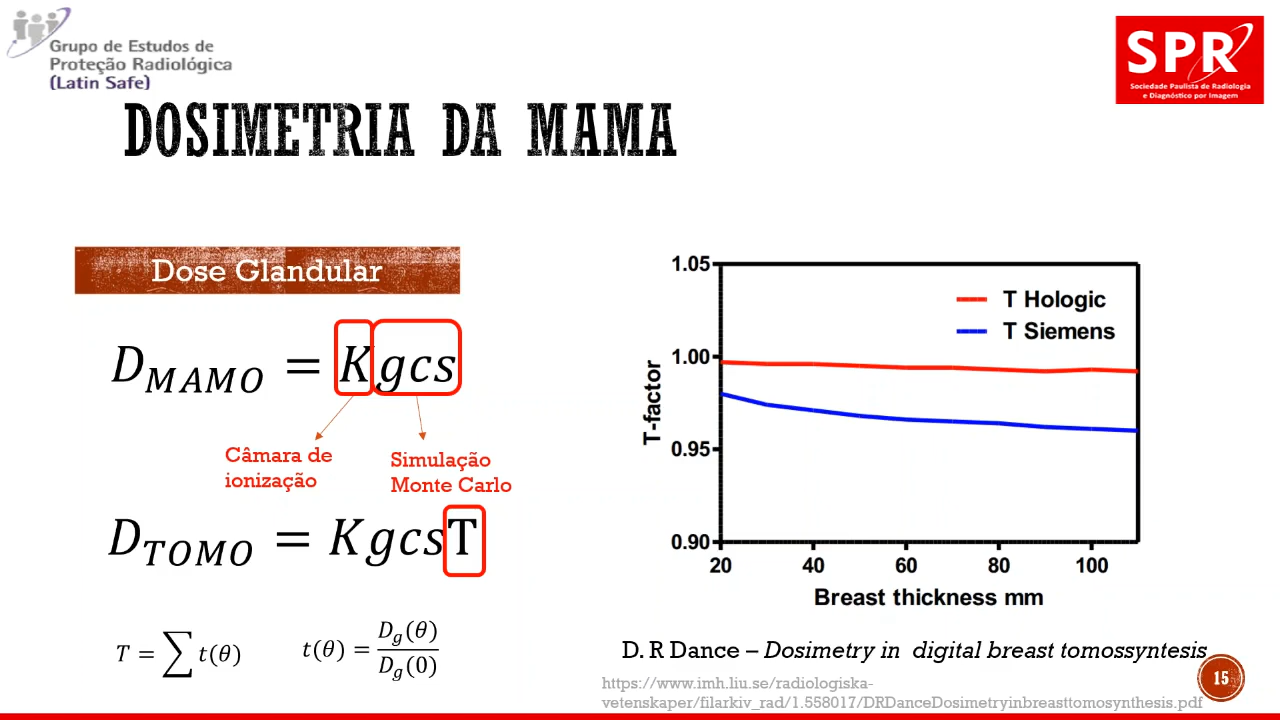 Grupo de Estudos de
Proteção Radiológica
(Latin Safe)
SPR
Sociedade Paulista de Radiologia
e Diagnóstico por Imagem
DOSIMETRIA DA MAMA
Dose Glandular
D_MAMO = Kgcs
Câmara de
ionização
Simulação
Monte Carlo
D_TOMO = KgcsT
T = ∑ t(θ)
t(θ) = D_g(θ) / D_g(0)
1.05
1.00
0.95
0.90
T-factor
T Hologic
T Siemens
20 40 60 80 100
Breast thickness mm
D. R Dance – Dosimetry in digital breast tomossyntesis
https://www.imh.liu.se/radiologiska-
vetenskaper/filarkiv_rad/1.558017/DRDanceDosimetryinbreasttomosynthesis.pdf
15